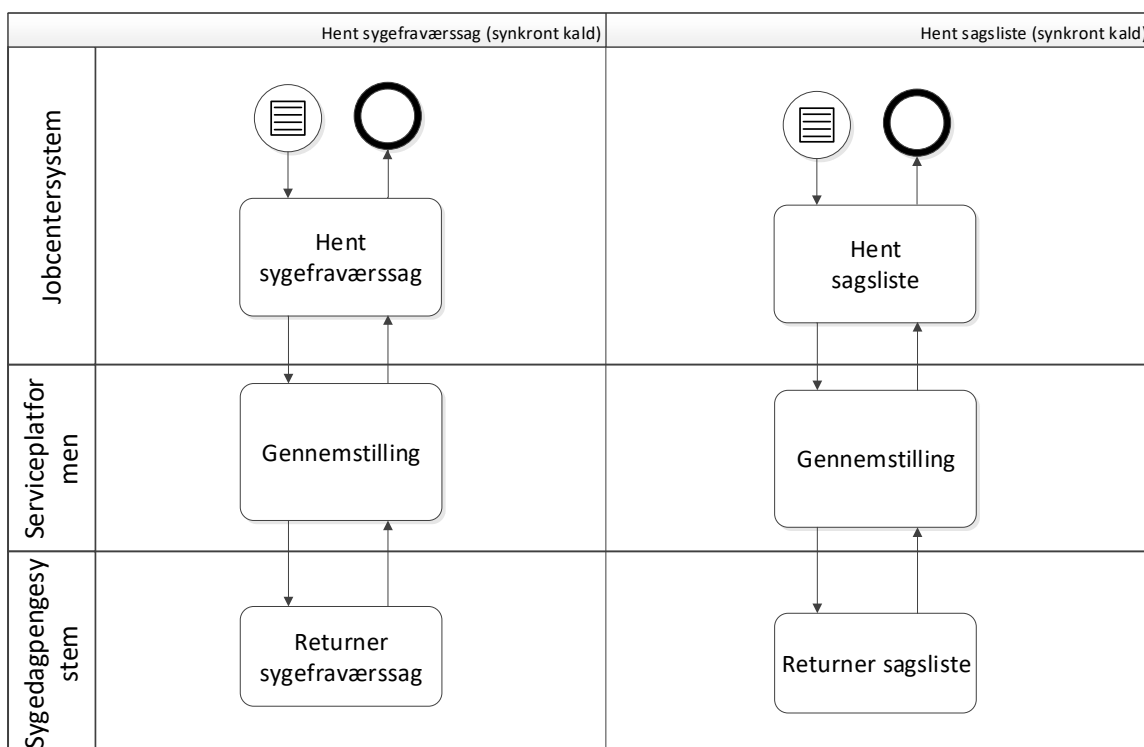 Hent sygefraværssag (synkront kald)
Hent sagsliste (synkront kald)
Jobcentersystem
Hent
sygefraværssag
Hent
sagsliste
Serviceplatfor
men
Gennemstilling
Gennemstilling
Sygedagpengesy
stem
Returner
sygefraværssag
Returner sagsliste